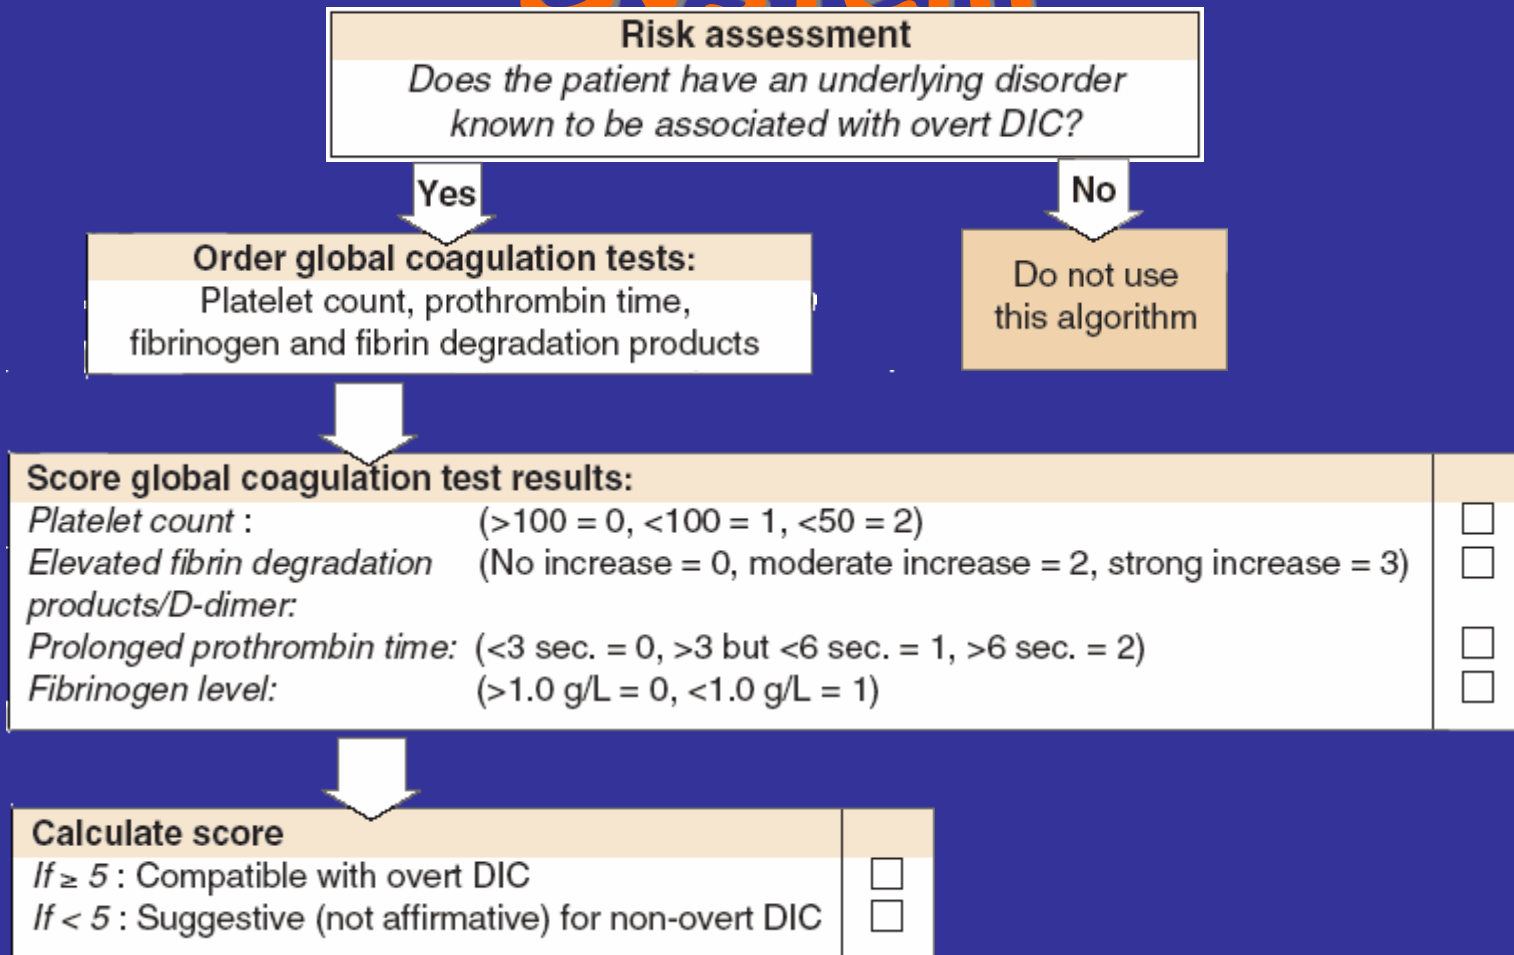 Risk assessment
Does the patient have an underlying disorder
known to be associated with overt DIC?
Yes
No
Order global coagulation tests:
Platelet count, prothrombin time,
fibrinogen and fibrin degradation products
Do not use
this algorithm
Score global coagulation test results:
Platelet count : (>100 = 0, <100 = 1, <50 = 2)
Elevated fibrin degradation (No increase = 0, moderate increase = 2, strong increase = 3)
products/D-dimer:
Prolonged prothrombin time: (<3 sec. = 0, >3 but <6 sec. = 1, >6 sec. = 2)
Fibrinogen level: (>1.0 g/L = 0, <1.0 g/L = 1)
Calculate score
If ≥ 5 : Compatible with overt DIC
If < 5 : Suggestive (not affirmative) for non-overt DIC